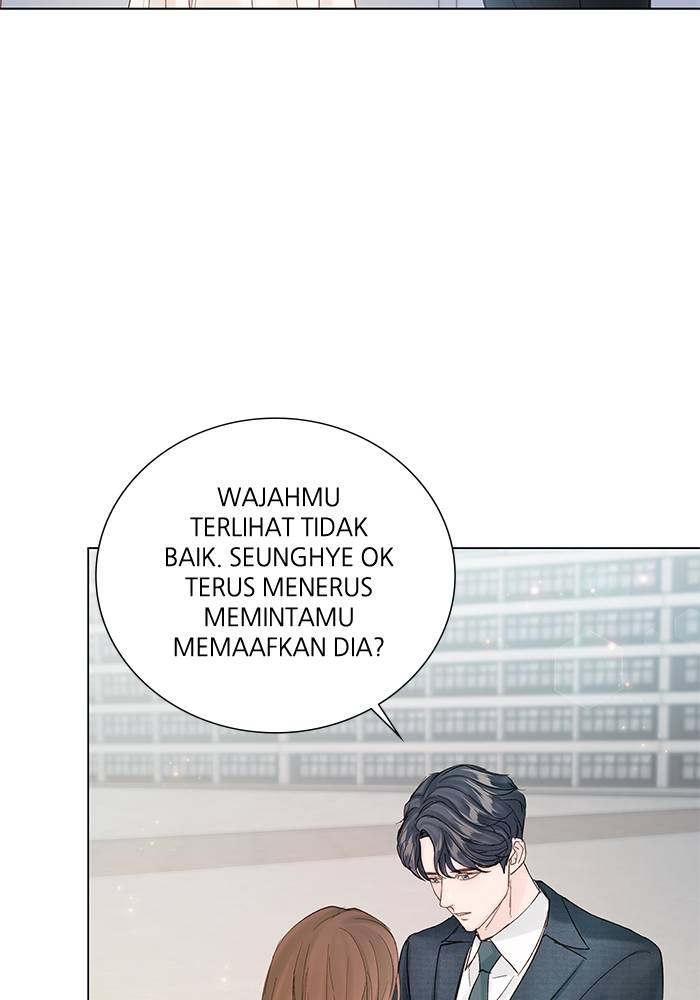 WAJAHMU
TERLIHAT TIDAK
BAIK. SEUNGHYE OK
TERUS MENERUS
MEMINTAMU
MEMAAFKAN DIA?